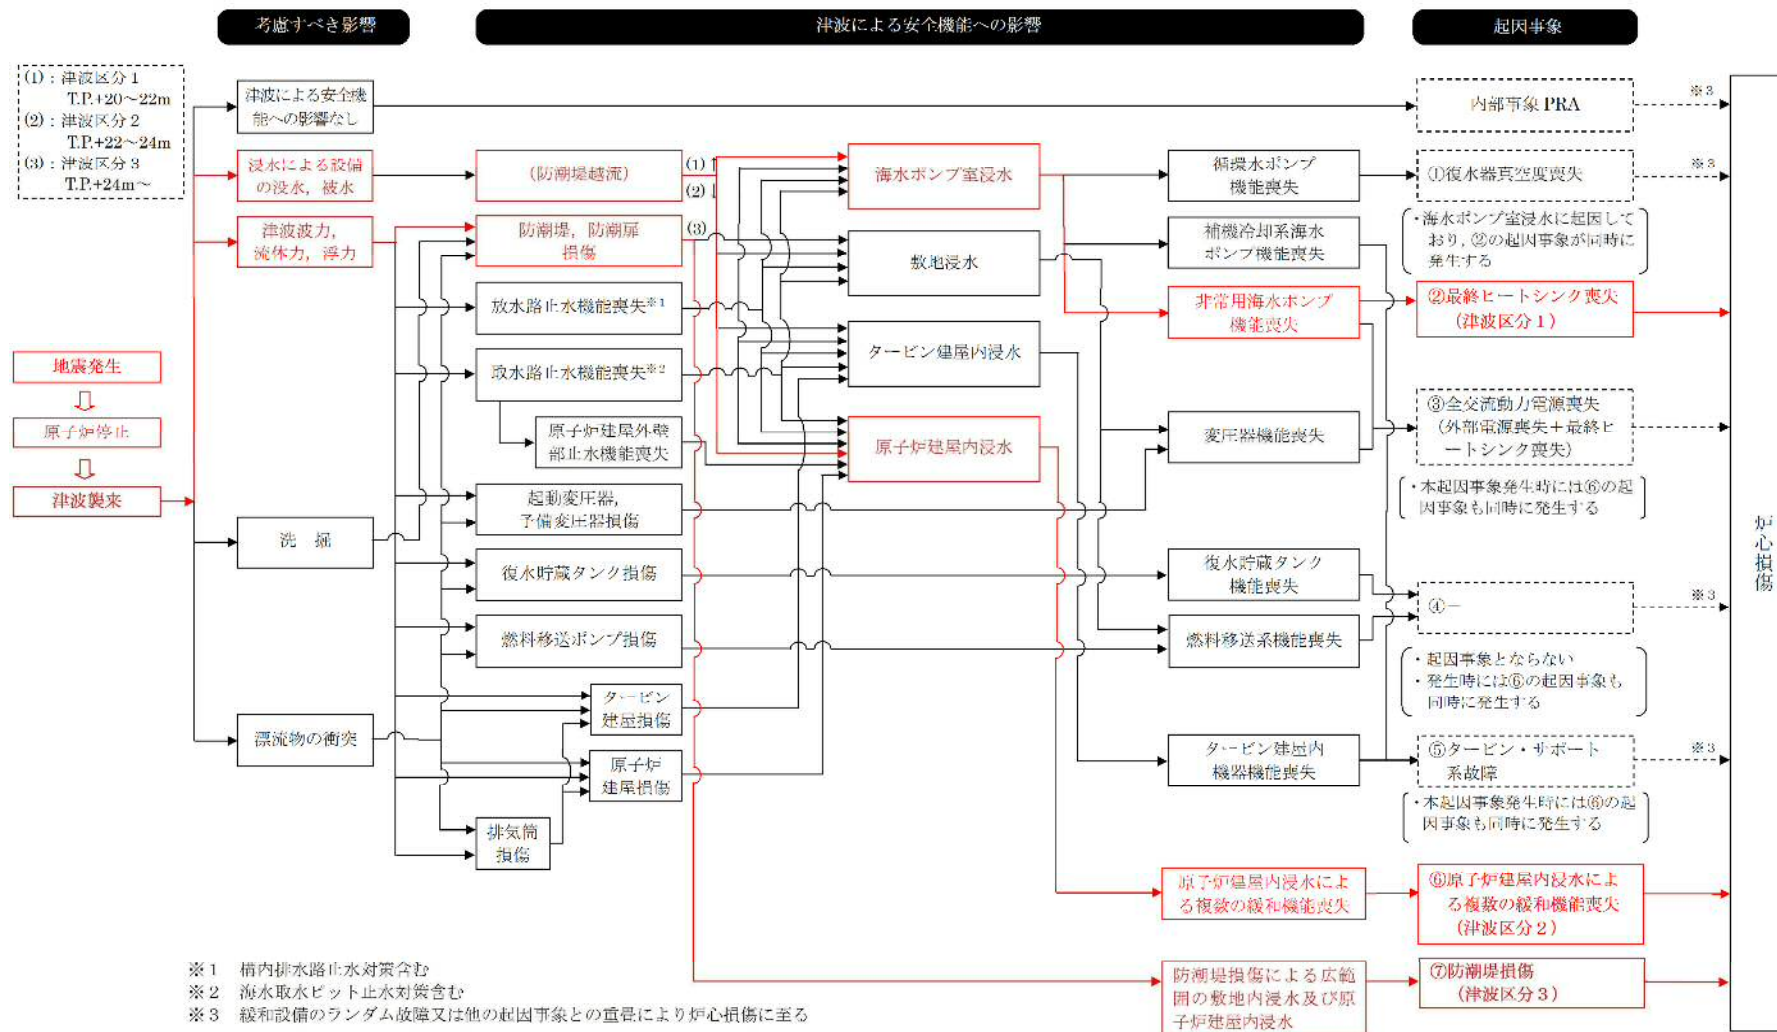 考慮すべき影響
津波による安全機能への影響
起因事象
(1)：津波区分1
T.P.+20～22m
(2)：津波区分2
T.P.+22～24m
(3)：津波区分3
T.P.+24m～
津波による安全機
能への影響なし
内部事象 PRA
※3
浸水による設備
の没水，被水
(防潮堤越流)
(1)
(2)
海水ポンプ室浸水
循環水ポンプ
機能喪失
①復水器真空度喪失
※3
・海水ポンプ室浸水に起因して
おり，②の起因事象が同時に
発生する
津波波力，
流体力，浮力
防潮堤，防潮扉
損傷
(3)
敷地浸水
補機冷却系海水
ポンプ機能喪失
放水路止水機能喪失※1
非常用海水ポンプ
機能喪失
②最終ヒートシンク喪失
(津波区分1)
地震発生
原子炉停止
津波襲来
取水路止水機能喪失※2
タービン建屋内浸水
原子炉建屋外壁
部止水機能喪失
原子炉建屋内浸水
変圧器機能喪失
③全交流動力電源喪失
(外部電源喪失＋最終ヒ
ートシンク喪失)
・本起因事象発生時には⑥の起
因事象も同時に発生する
起動変圧器，
予備変圧器損傷
洗　掘
復水貯蔵タンク損傷
復水貯蔵タンク
機能喪失
④－
※3
燃料移送ポンプ損傷
燃料移送系機能喪失
・起因事象とならない
・発生時には⑥の起因事象も
同時に発生する
タービン
建屋損傷
漂流物の衝突
原子炉
建屋損傷
タービン建屋内
機器機能喪失
⑤タービン・サポート
系故障
※3
・本起因事象発生時には⑥の起
因事象も同時に発生する
排気筒
損傷
原子炉建屋内浸水によ
る複数の緩和機能喪失
⑥原子炉建屋内浸水によ
る複数の緩和機能喪失
(津波区分2)
防潮堤損傷による広範
囲の敷地内浸水及び原
子炉建屋内浸水
⑦防潮堤損傷
(津波区分3)
炉心損傷
※1　構内排水路止水対策含む
※2　海水取水ピット止水対策含む
※3　緩和設備のランダム故障又は他の起因事象との重畳により炉心損傷に至る